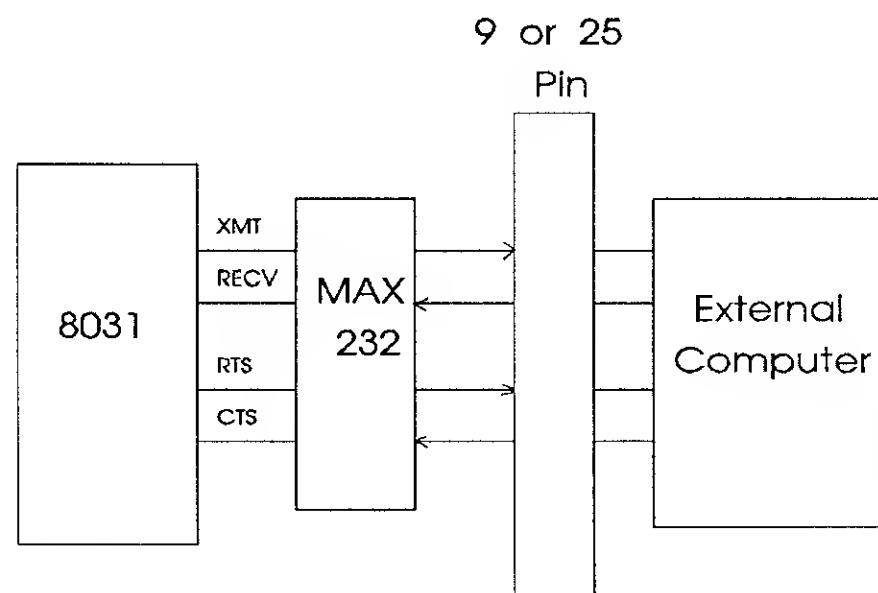 9 or 25
Pin
8031
XMT
RECV
RTS
CTS
MAX
232
External
Computer